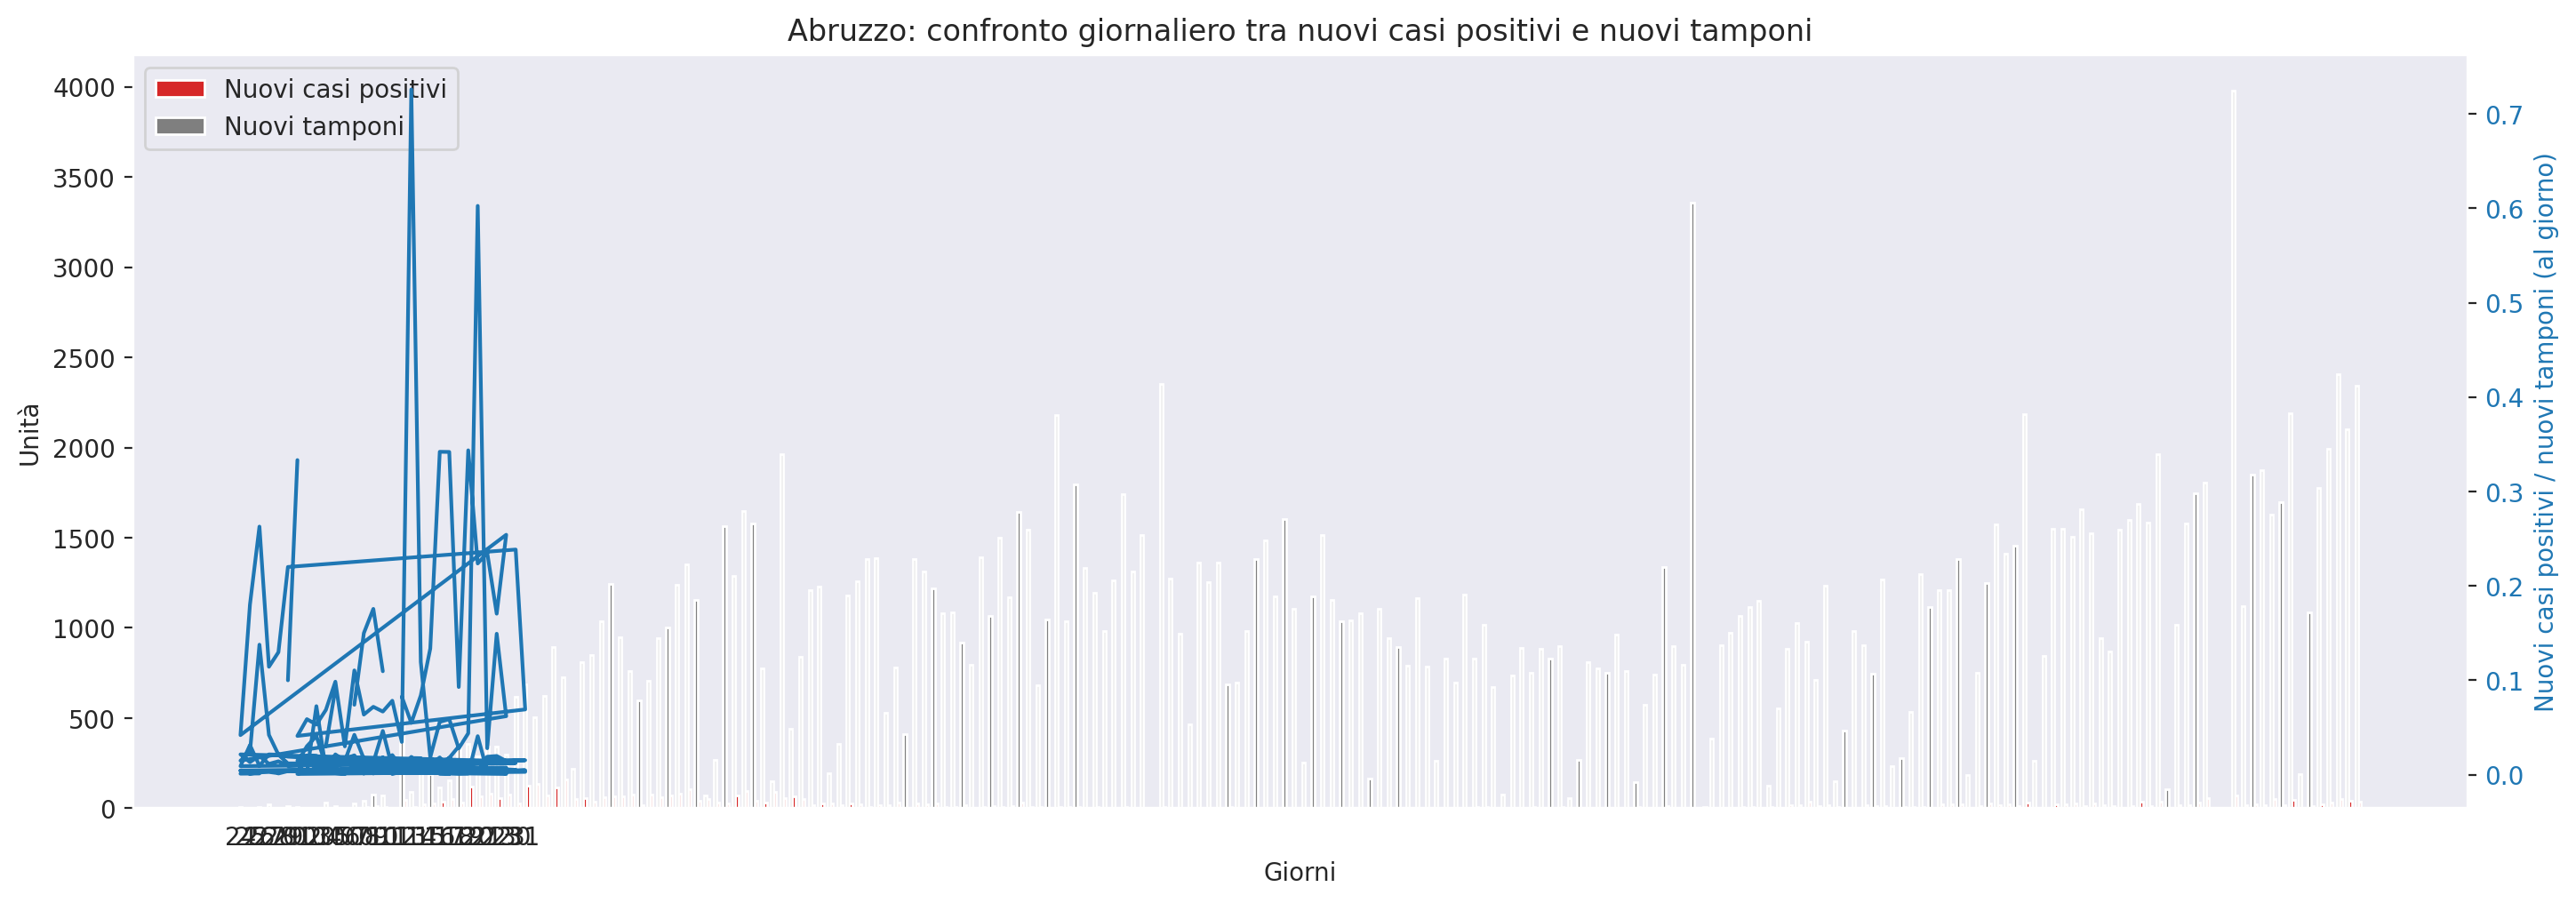 Abruzzo: confronto giornaliero tra nuovi casi positivi e nuovi tamponi
Nuovi casi positivi
Nuovi tamponi
4000
3500
3000
2500
2000
1500
1000
500
0
Unità
0.7
0.6
0.5
0.4
0.3
0.2
0.1
0.0
Nuovi casi positivi / nuovi tamponi (al giorno)
Giorni